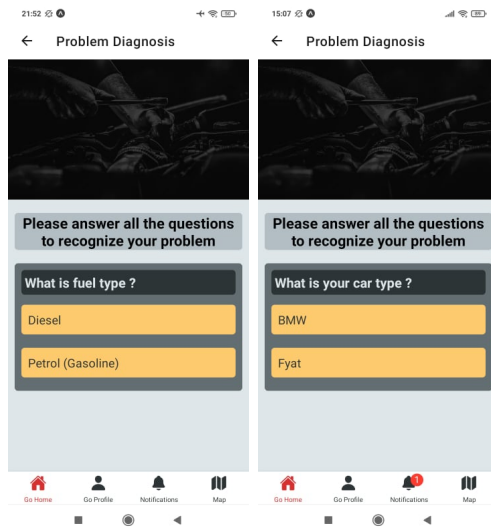 21:52
50
Problem Diagnosis
Please answer all the questions
to recognize your problem
What is fuel type ?
Diesel
Petrol (Gasoline)
Go Home
Go Profile
Notifications
Map
15:07
Problem Diagnosis
Please answer all the questions
to recognize your problem
What is your car type ?
BMW
Fyat
1
Go Home
Go Profile
Notifications
Map